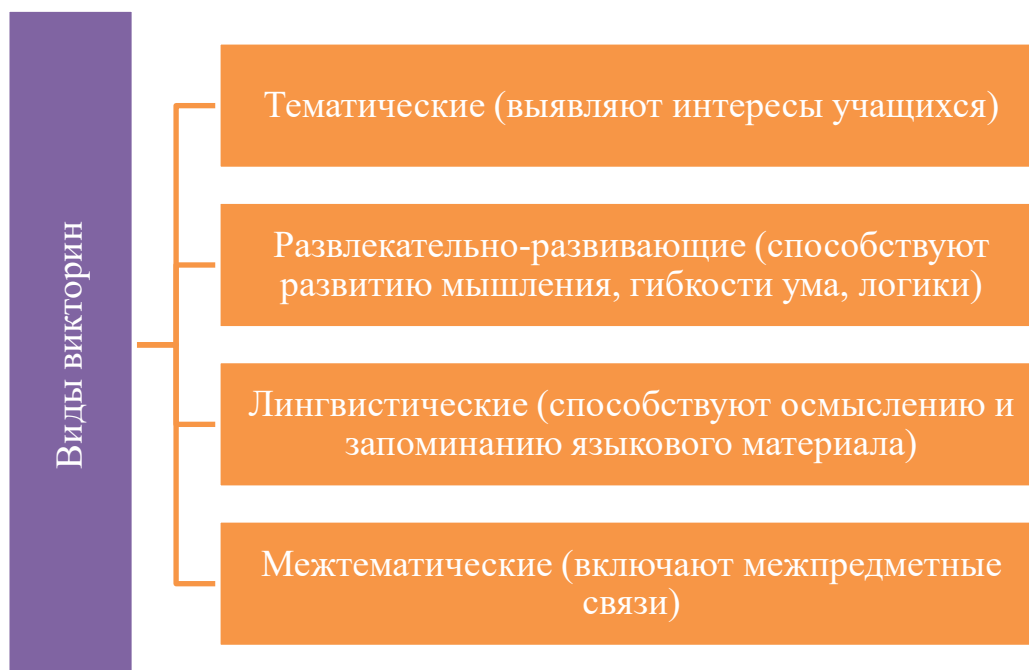 Виды викторин
Тематические (выявляют интересы учащихся)
Развлекательно-развивающие (способствуют
развитию мышления, гибкости ума, логики)
Лингвистические (способствуют осмыслению и
запоминанию языкового материала)
Межтематические (включают межпредметные
связи)